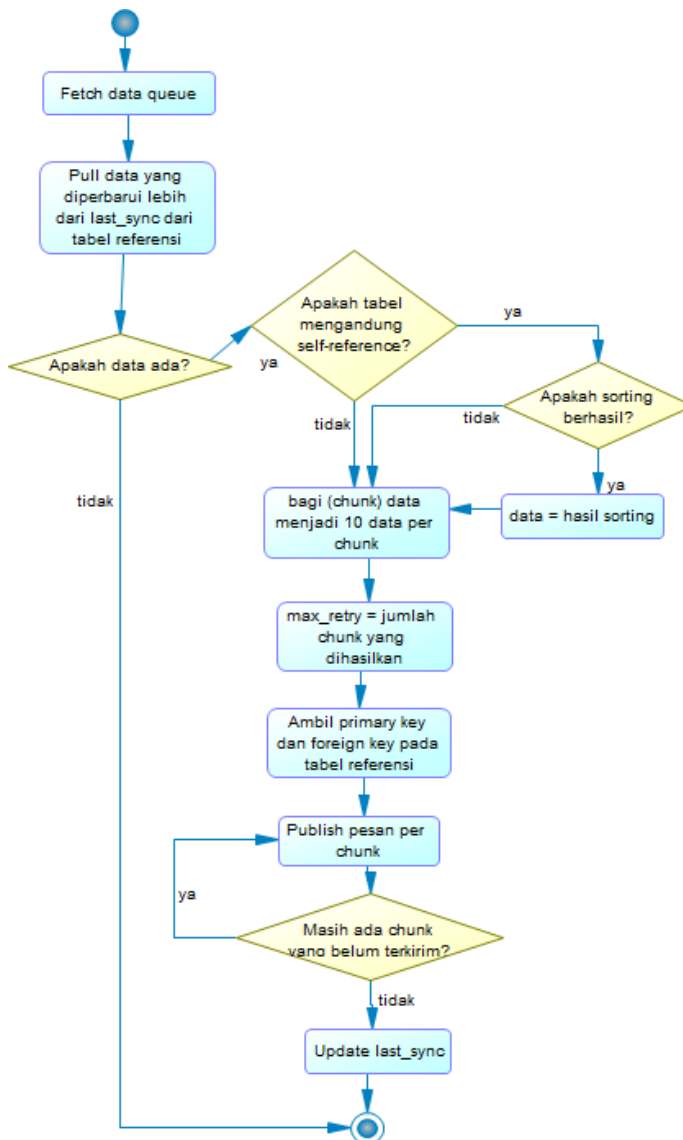 Fetch data queue
Pull data yang
diperbarui lebih
dari last_sync dari
tabel referensi
Apakah data ada?
ya
Apakah tabel
mengandung
self-reference?
ya
tidak
Apakah sorting
berhasil?
tidak
ya
data = hasil sorting
tidak
bagi (chunk) data
menjadi 10 data per
chunk
max_retry = jumlah
chunk yang
dihasilkan
Ambil primary key
dan foreign key pada
tabel referensi
Publish pesan per
chunk
ya
Masih ada chunk
yang belum terkirim?
tidak
Update last_sync